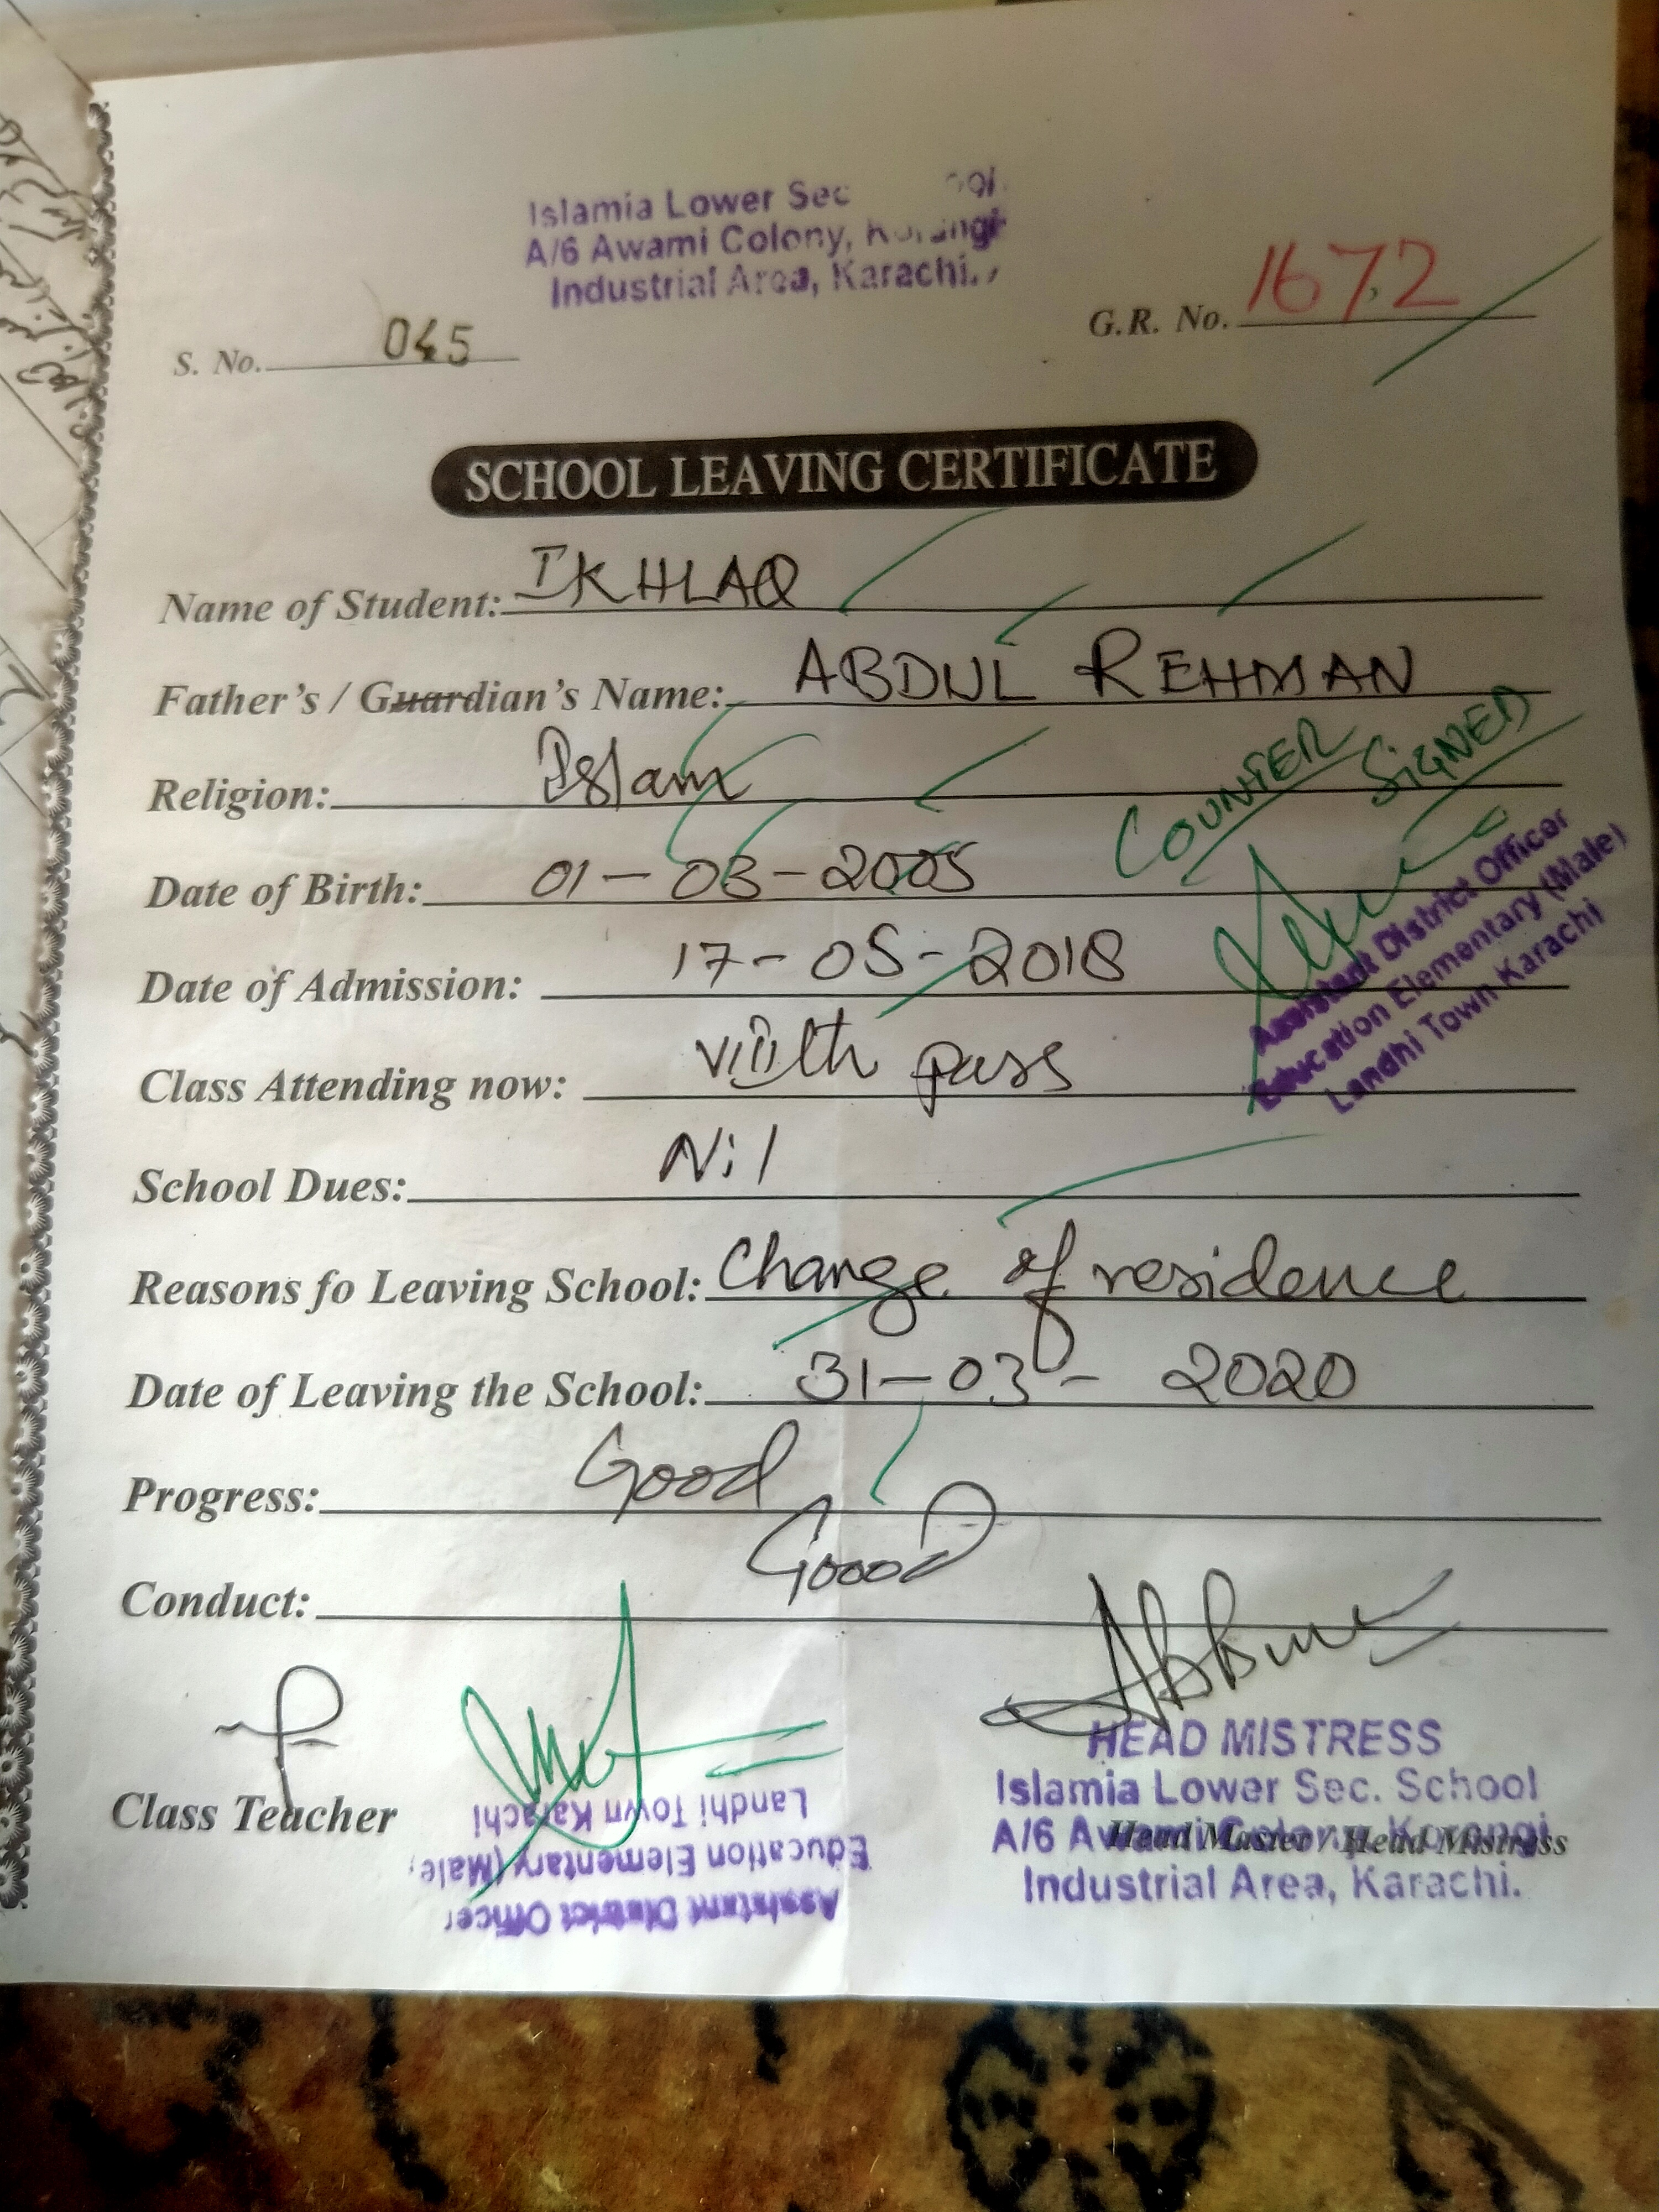 Islamia Lower Sec
A/6 Awami Colony, Korangi
Industrial Area, Karachi.
S. No. 045
G.R. No. 1672
SCHOOL LEAVING CERTIFICATE
Name of Student: IKHLAQ
Father's / Guardian's Name: ABDUL REHMAN
Religion: Islam
COUNTER SIGNED
Date of Birth: 01-03-2005
Date of Admission: 17-05-2018
Assistant District Officer
Education Elementary (Male)
Landhi Town Karachi
Class Attending now: VIIIth pass
School Dues: Nil
Reasons fo Leaving School: Change of residence
Date of Leaving the School: 31-03-2020
Progress: Good
Conduct: Goood
Class Teacher
Assistant District Officer
Education Elementary (Male
Landhi Town Karachi
HEAD MISTRESS
Islamia Lower Sec. School
A/6 Awami Colony Korangi
Industrial Area, Karachi.
Head Master / Head Mistress